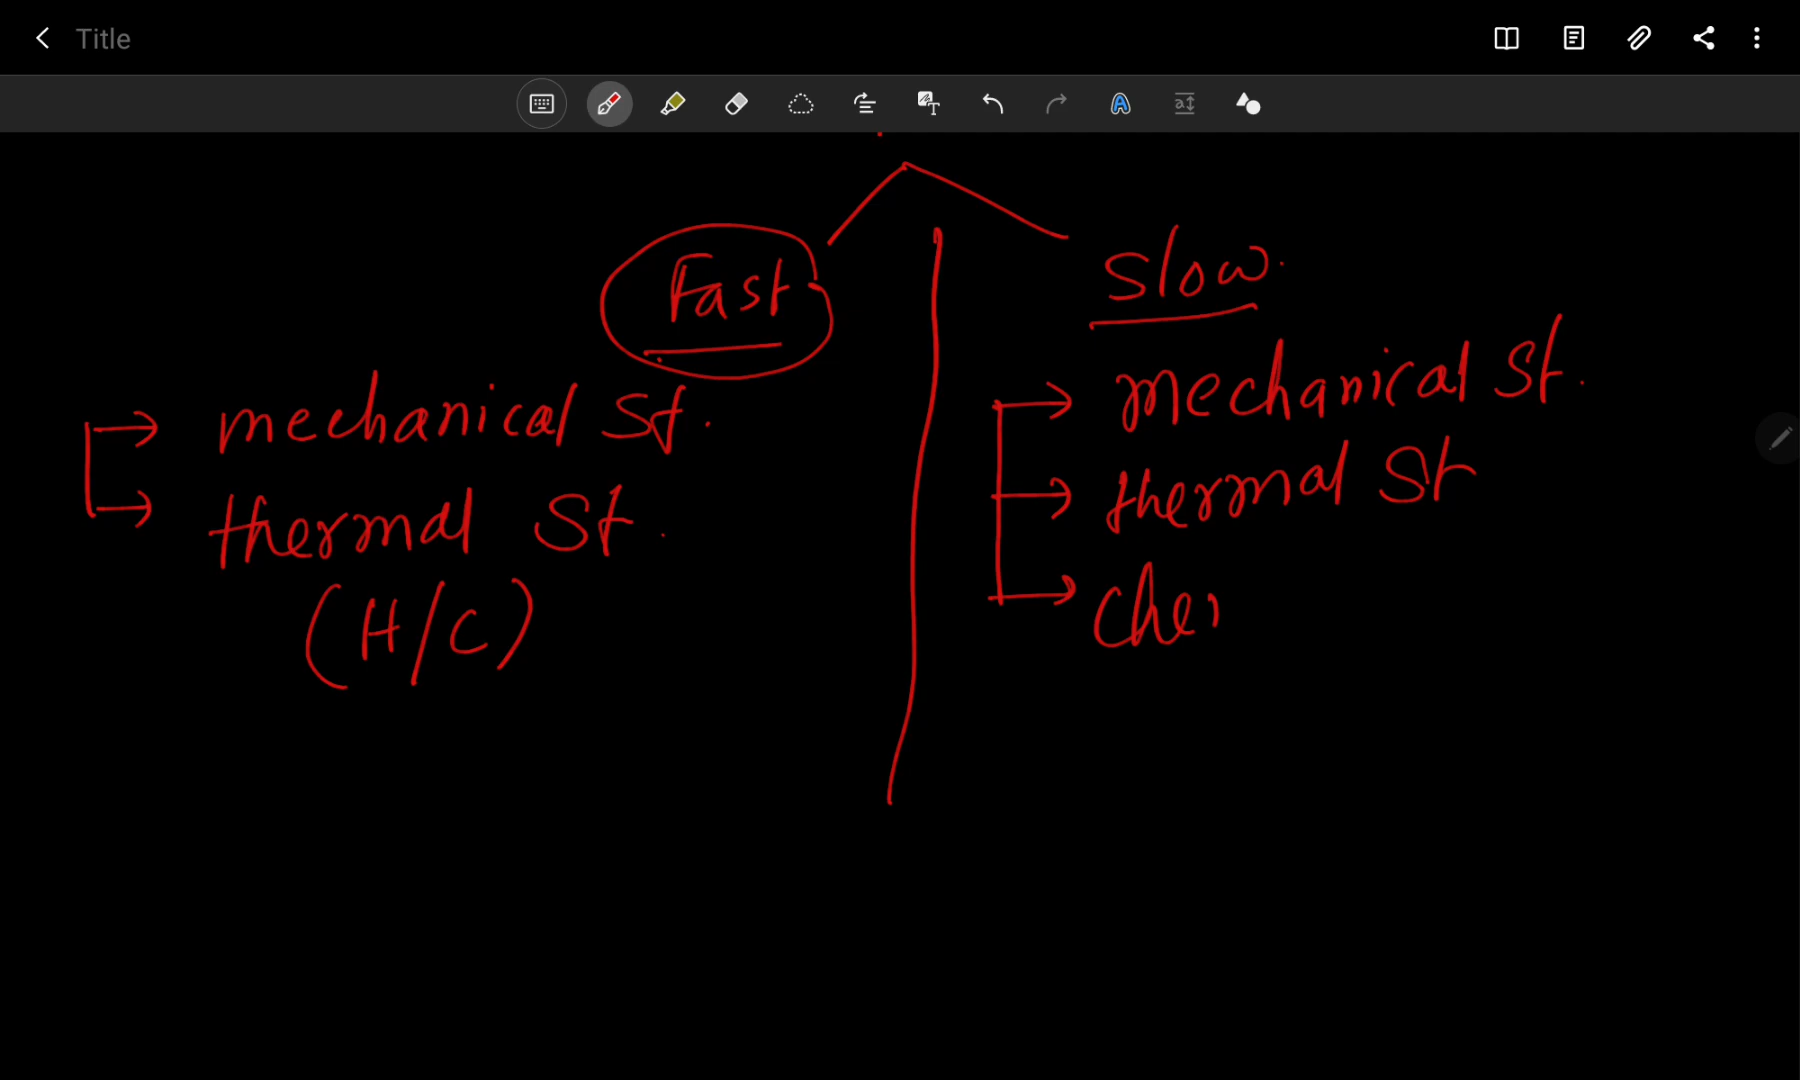 Title
Fast
Slow.
mechanical St.
thermal St.
(H/C)
mechanical St.
thermal St
Che